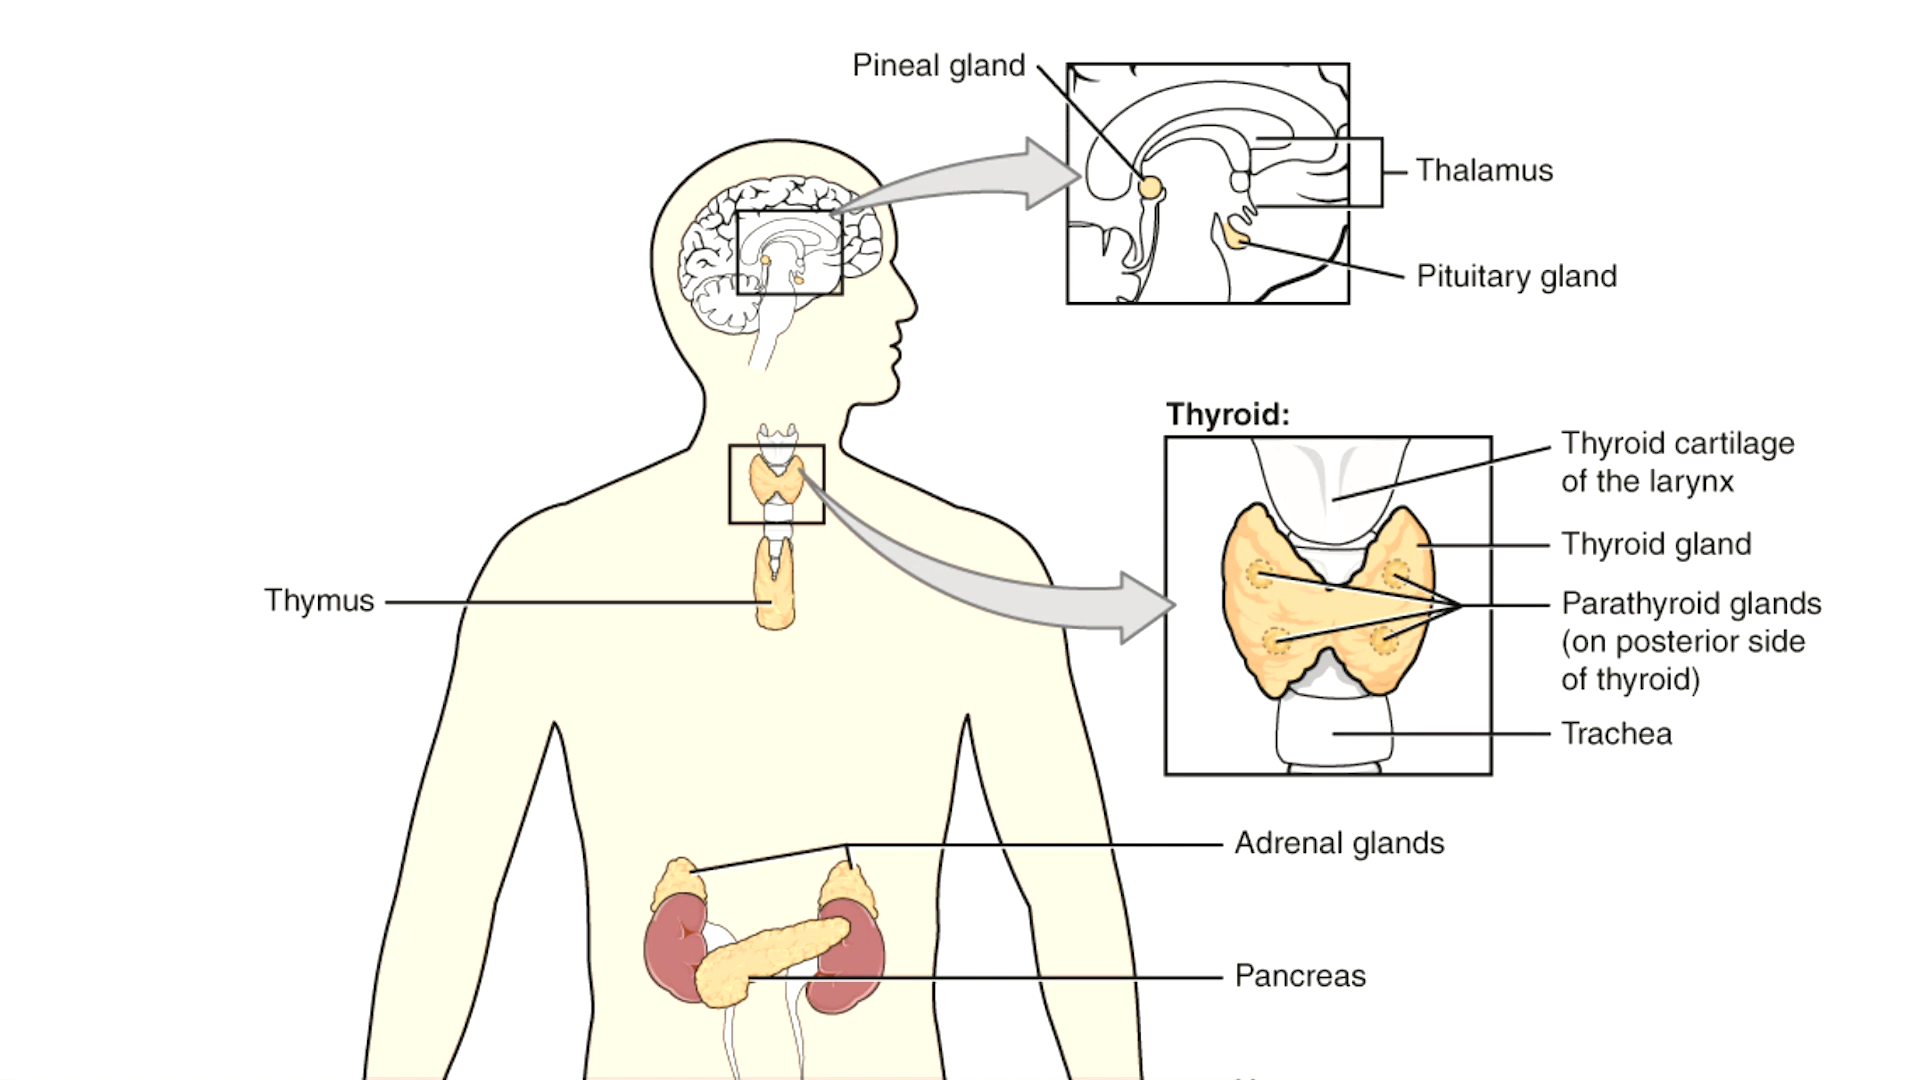 Pineal gland
Thalamus
Pituitary gland
Thyroid:
Thyroid cartilage
of the larynx
Thyroid gland
Thymus
Parathyroid glands
(on posterior side
of thyroid)
Trachea
Adrenal glands
Pancreas